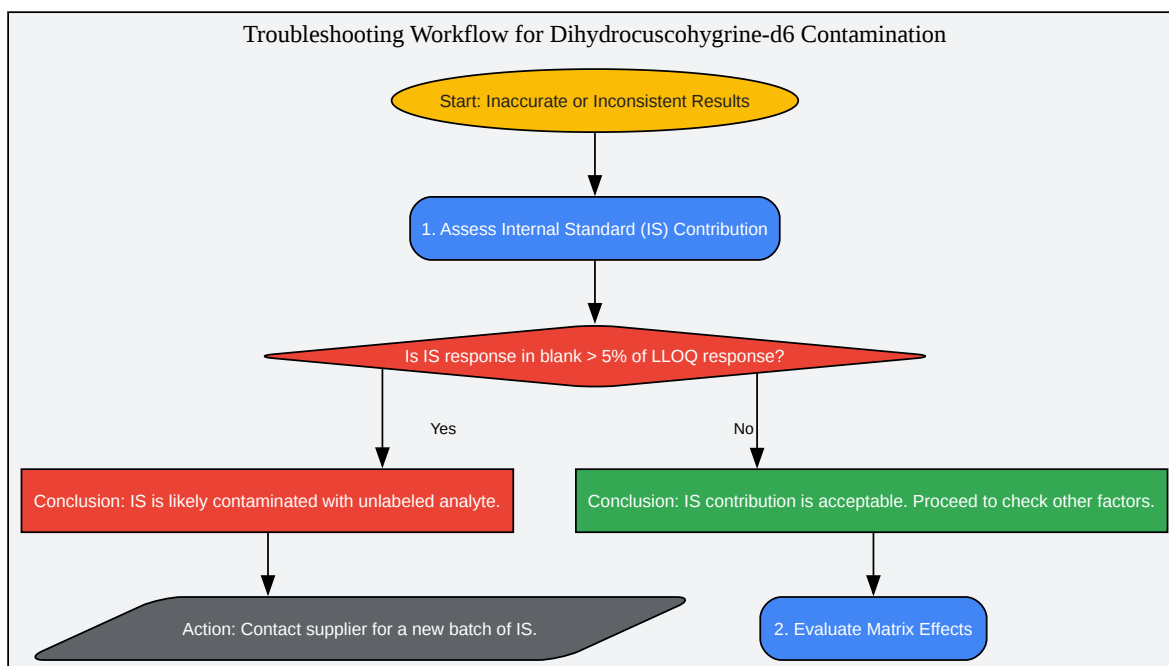 Troubleshooting Workflow for Dihydrocuscohygrine-d6 Contamination
Start: Inaccurate or Inconsistent Results
1. Assess Internal Standard (IS) Contribution
Is IS response in blank > 5% of LLOQ response?
Yes
No
Conclusion: IS is likely contaminated with unlabeled analyte.
Conclusion: IS contribution is acceptable. Proceed to check other factors.
Action: Contact supplier for a new batch of IS.
2. Evaluate Matrix Effects